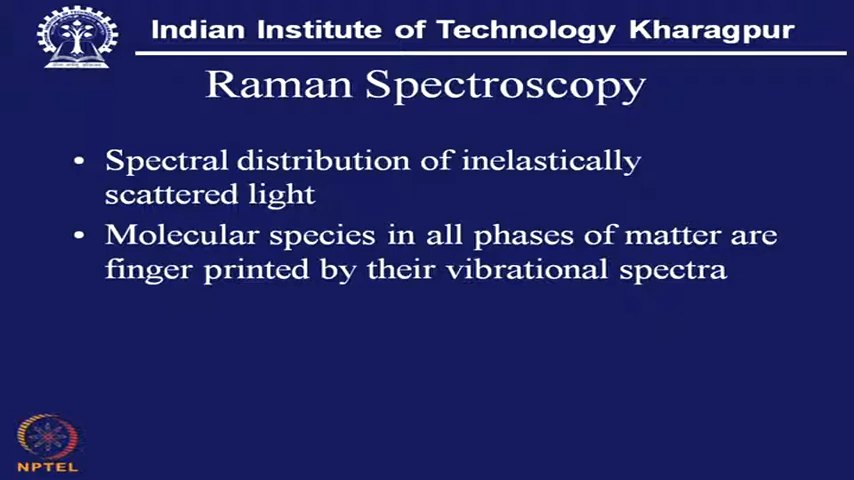 Indian Institute of Technology Kharagpur
Raman Spectroscopy
• Spectral distribution of inelastically
scattered light
• Molecular species in all phases of matter are
finger printed by their vibrational spectra
NPTEL